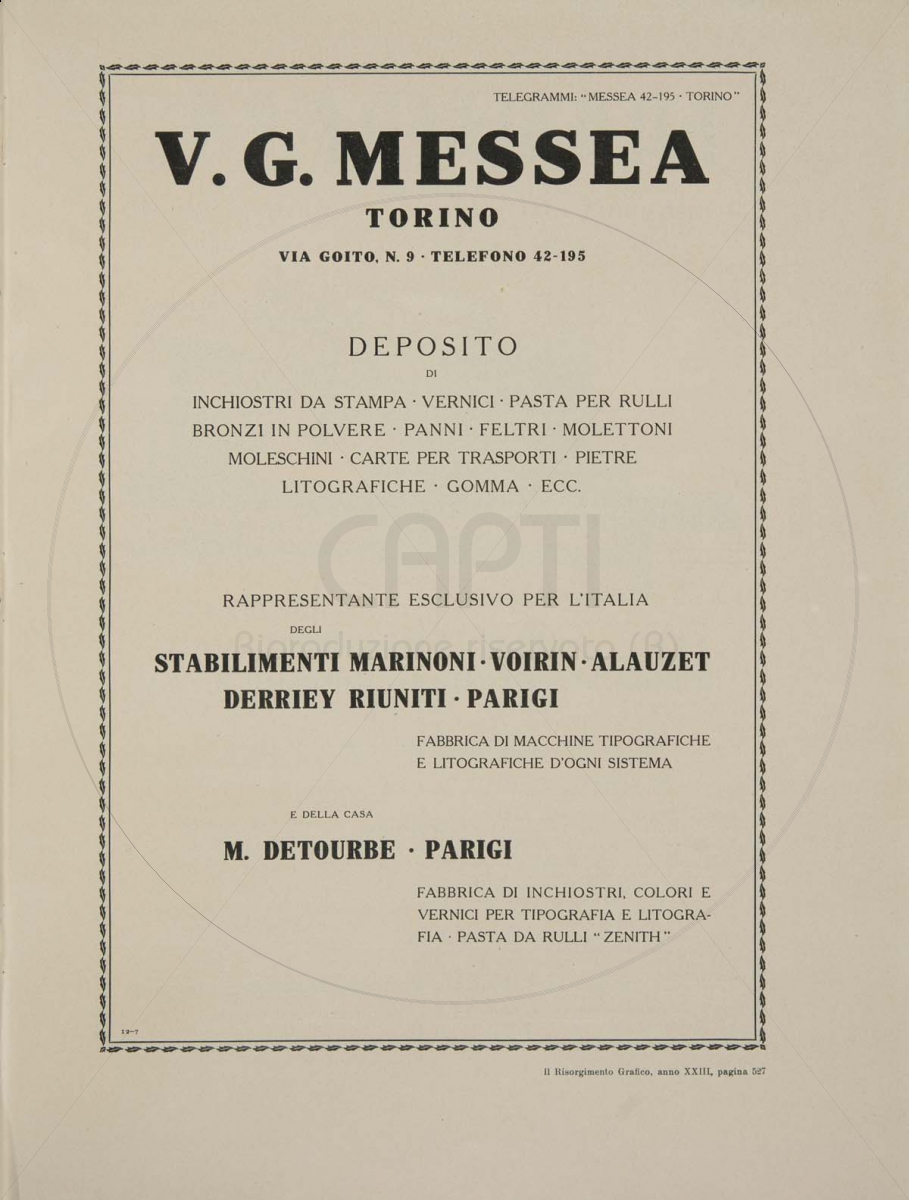 TELEGRAMMI: "MESSEA 42-195 · TORINO"
V. G. MESSEA
TORINO
VIA GOITO, N. 9 · TELEFONO 42-195
DEPOSITO
DI
INCHIOSTRI DA STAMPA · VERNICI · PASTA PER RULLI
BRONZI IN POLVERE · PANNI · FELTRI · MOLETTONI
MOLESCHINI · CARTE PER TRASPORTI · PIETRE
LITOGRAFICHE · GOMMA · ECC.
CAPTI
RAPPRESENTANTE ESCLUSIVO PER L'ITALIA
DEGLI
Riproduzione riservata (R)
STABILIMENTI MARINONI · VOIRIN · ALAUZET
DERRIEY RIUNITI · PARIGI
FABBRICA DI MACCHINE TIPOGRAFICHE
E LITOGRAFICHE D'OGNI SISTEMA
E DELLA CASA
M. DETOURBE · PARIGI
FABBRICA DI INCHIOSTRI, COLORI E
VERNICI PER TIPOGRAFIA E LITOGRA-
FIA · PASTA DA RULLI "ZENITH"
12-7
Il Risorgimento Grafico, anno XXIII, pagina 527